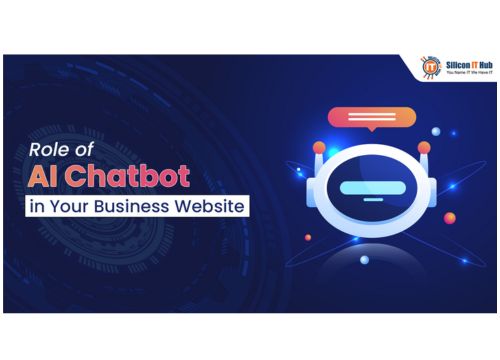 Silicon IT Hub
You Name IT We Have IT
Role of
AI Chatbot
in Your Business Website